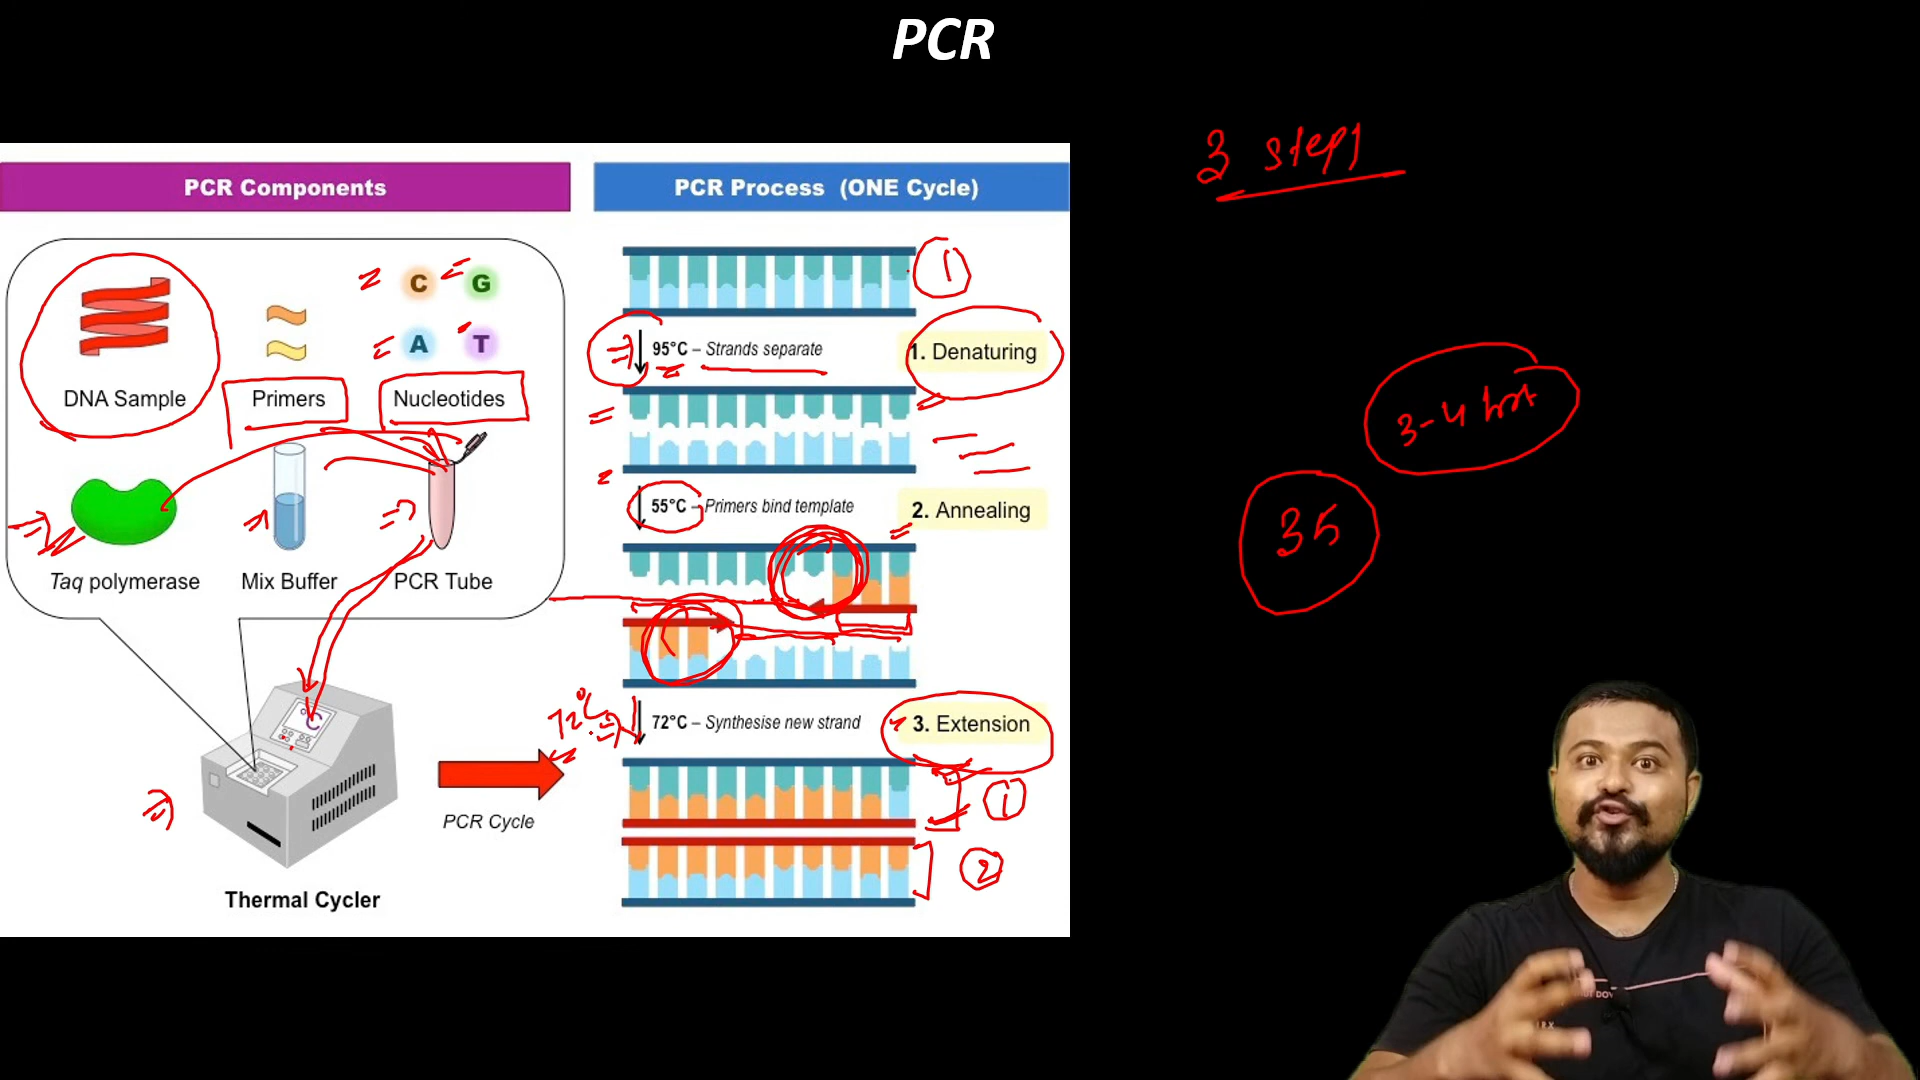 PCR
3 steps
PCR Components
PCR Process (ONE Cycle)
C G
A T
DNA Sample
Primers
Nucleotides
Taq polymerase
Mix Buffer
PCR Tube
Thermal Cycler
PCR Cycle
1
95°C – Strands separate
1. Denaturing
55°C – Primers bind template
2. Annealing
72°C
72°C – Synthesise new strand
3. Extension
1
2
3-4 hrs
35